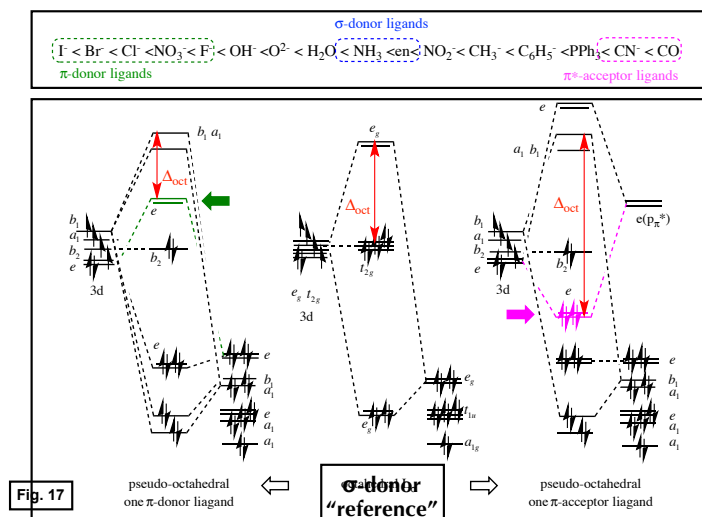 σ-donor ligands
I⁻ < Br⁻ < Cl⁻ <NO₃⁻< F⁻ < OH⁻ <O²⁻ < H₂O < NH₃ <en< NO₂⁻< CH₃⁻ < C₆H₅⁻ <PPh₃< CN⁻ < CO
π-donor ligands
π*-acceptor ligands
b₁ a₁
Δoct
e
b₁
a₁
b₂
e
3d
b₂
e
e
b₁
a₁
e
a₁
a₁
e_g
Δoct
t₂g
e_g t₂g
3d
e_g
e_g
t₁u
a₁g
e
a₁ b₁
Δoct
e(pπ*)
b₁
a₁
b₂
e
3d
b₂
e
e
b₁
a₁
e
a₁
a₁
Fig. 17
pseudo-octahedral
one π-donor liagand
σ-donor
“reference”
pseudo-octahedral
one π-acceptor liagand